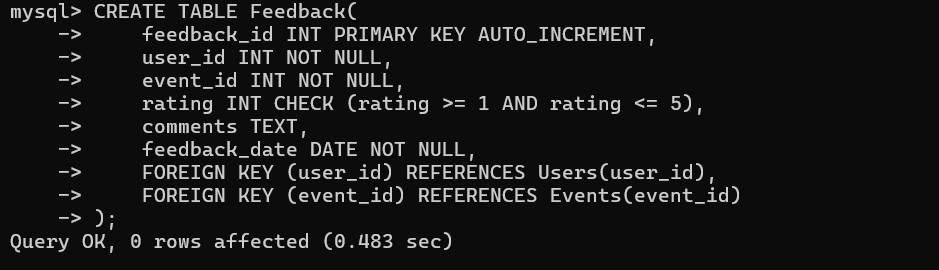 mysql> CREATE TABLE Feedback(
    ->     feedback_id INT PRIMARY KEY AUTO_INCREMENT,
    ->     user_id INT NOT NULL,
    ->     event_id INT NOT NULL,
    ->     rating INT CHECK (rating >= 1 AND rating <= 5),
    ->     comments TEXT,
    ->     feedback_date DATE NOT NULL,
    ->     FOREIGN KEY (user_id) REFERENCES Users(user_id),
    ->     FOREIGN KEY (event_id) REFERENCES Events(event_id)
    -> );
Query OK, 0 rows affected (0.483 sec)